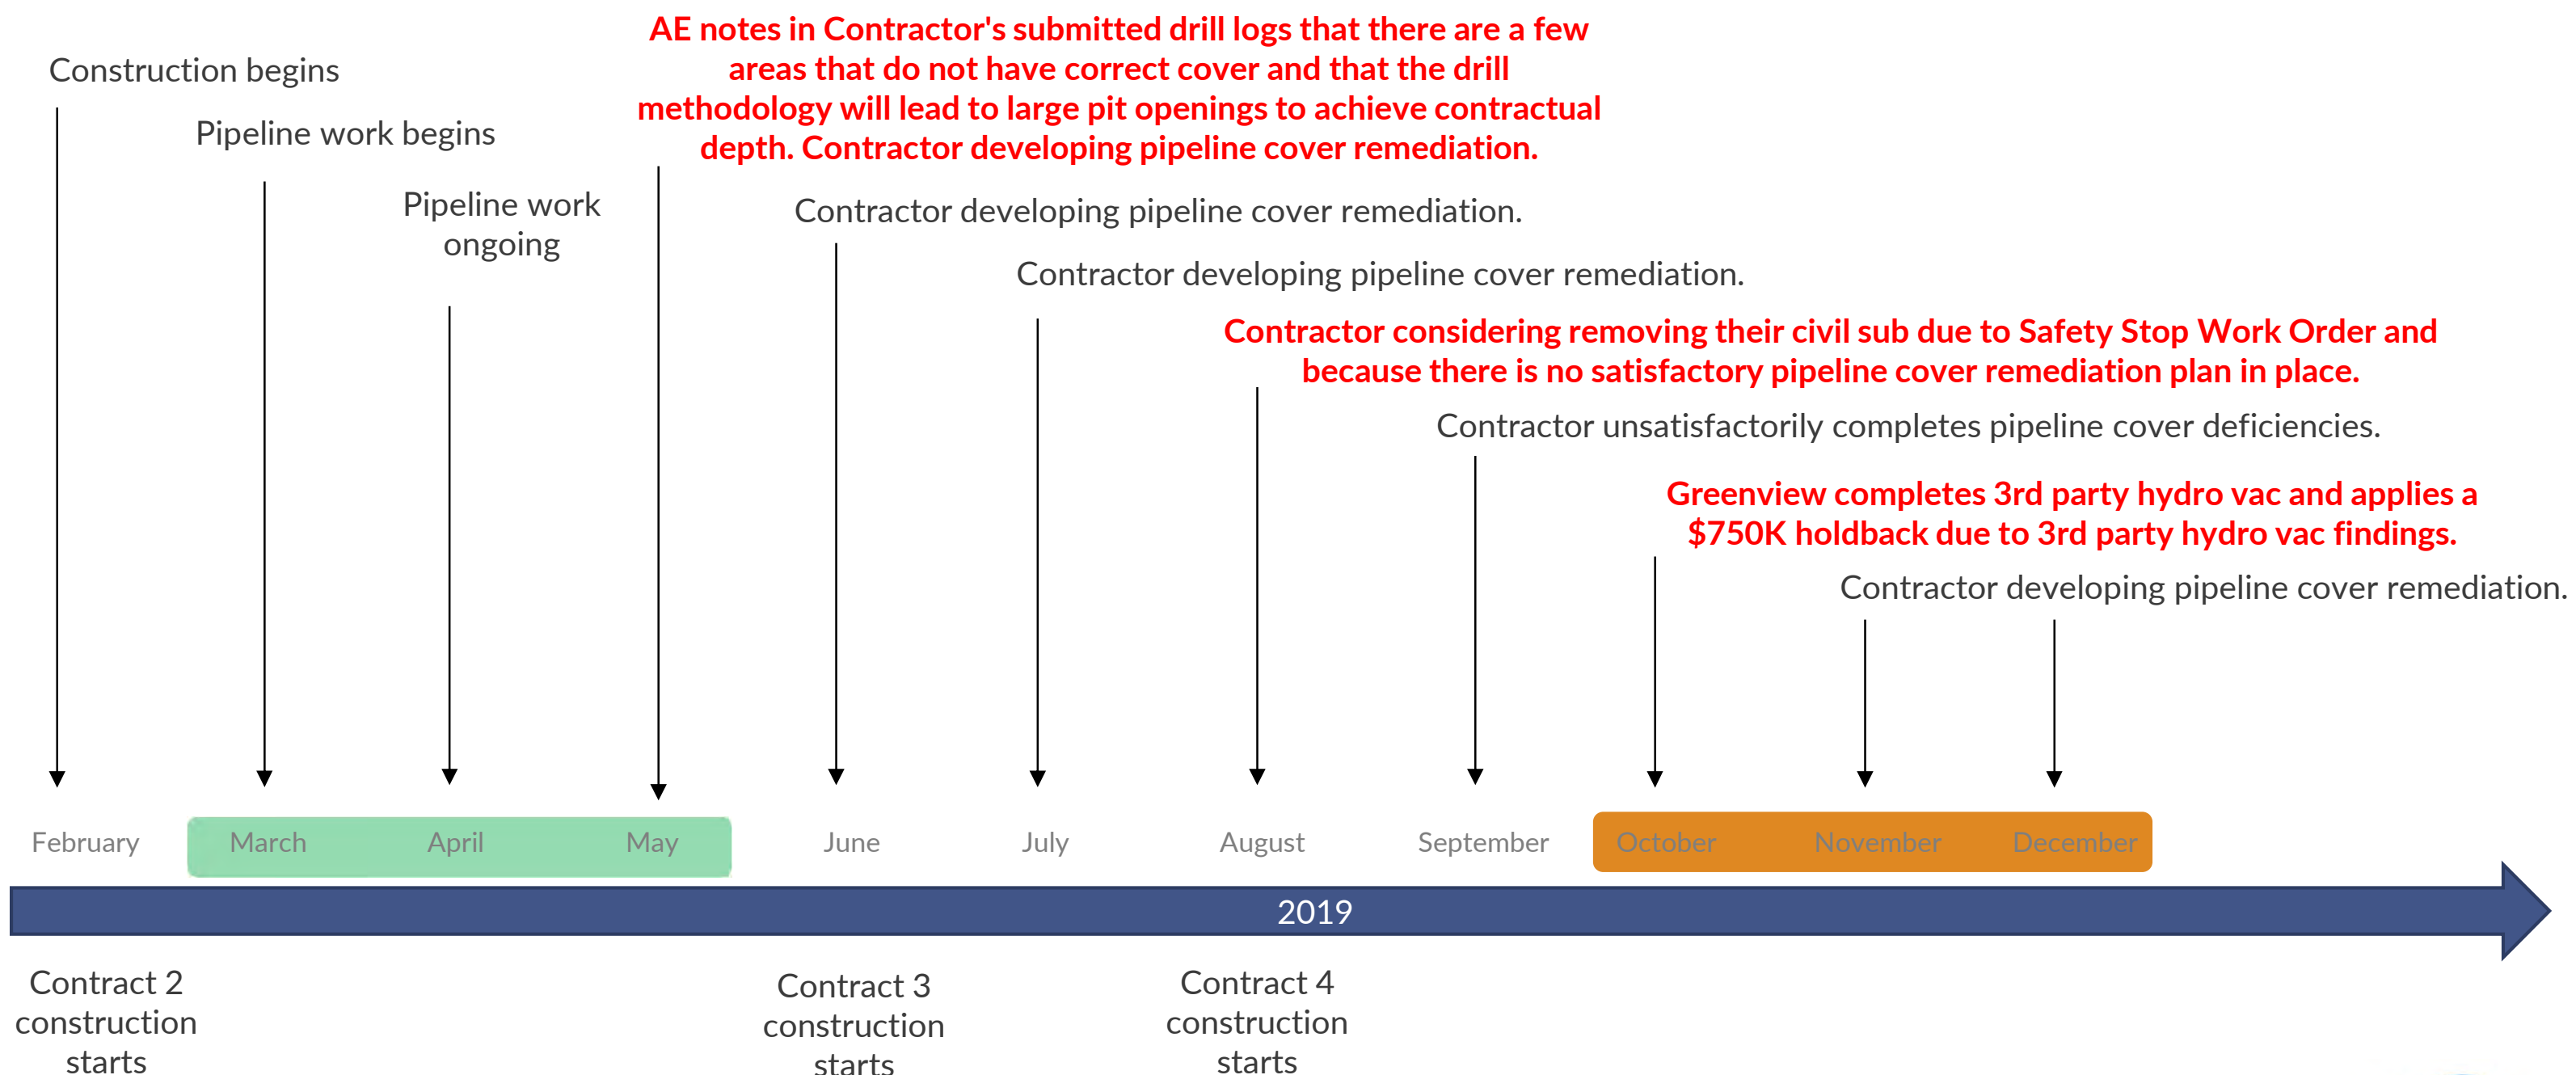 Construction begins
Pipeline work begins
Pipeline work
ongoing
AE notes in Contractor's submitted drill logs that there are a few
areas that do not have correct cover and that the drill
methodology will lead to large pit openings to achieve contractual
depth. Contractor developing pipeline cover remediation.
Contractor developing pipeline cover remediation.
Contractor developing pipeline cover remediation.
Contractor considering removing their civil sub due to Safety Stop Work Order and
because there is no satisfactory pipeline cover remediation plan in place.
Contractor unsatisfactorily completes pipeline cover deficiencies.
Greenview completes 3rd party hydro vac and applies a
$750K holdback due to 3rd party hydro vac findings.
Contractor developing pipeline cover remediation.
February March April May June July August September October November December
2019
Contract 2
construction
starts
Contract 3
construction
starts
Contract 4
construction
starts